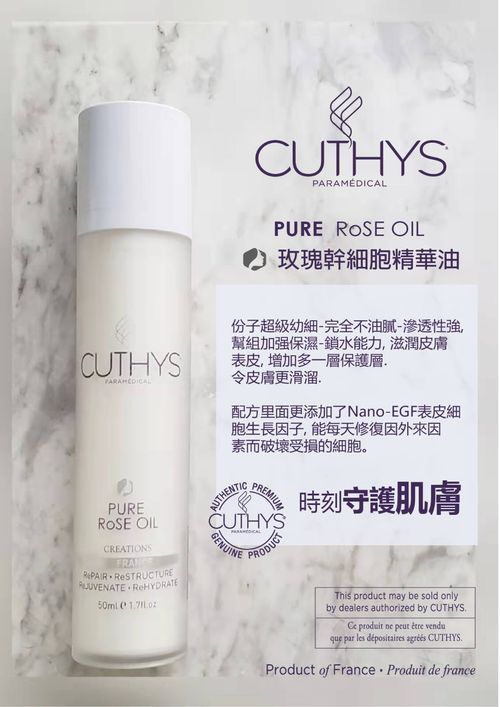 CUTHYS
PARAMÉDICAL
PURE RoSE OIL
玫瑰幹細胞精華油
份子超級幼細-完全不油膩-滲透性強,
幫組加强保濕-鎖水能力, 滋潤皮膚
表皮, 增加多一層保護層.
令皮膚更滑溜.
配方里面更添加了Nano-EGF表皮細
胞生長因子, 能每天修復因外來因
素而破壞受損的細胞。
AUTHENTIC PREMIUM
CUTHYS
PARAMÉDICAL
GENUINE PRODUCT
時刻守護肌膚
This product may be sold only
by dealers authorized by CUTHYS.
Ce produit ne peut être vendu
que par les dépositaires agréés CUTHYS.
Product of France • Produit de france
CUTHYS
PARAMÉDICAL
PURE
RoSE OIL
CREATIONS
FRANCE
RePAIR • ReSTRUCTURE
ReJUVENATE • ReHYDRATE
50ml e 1.7fl.oz